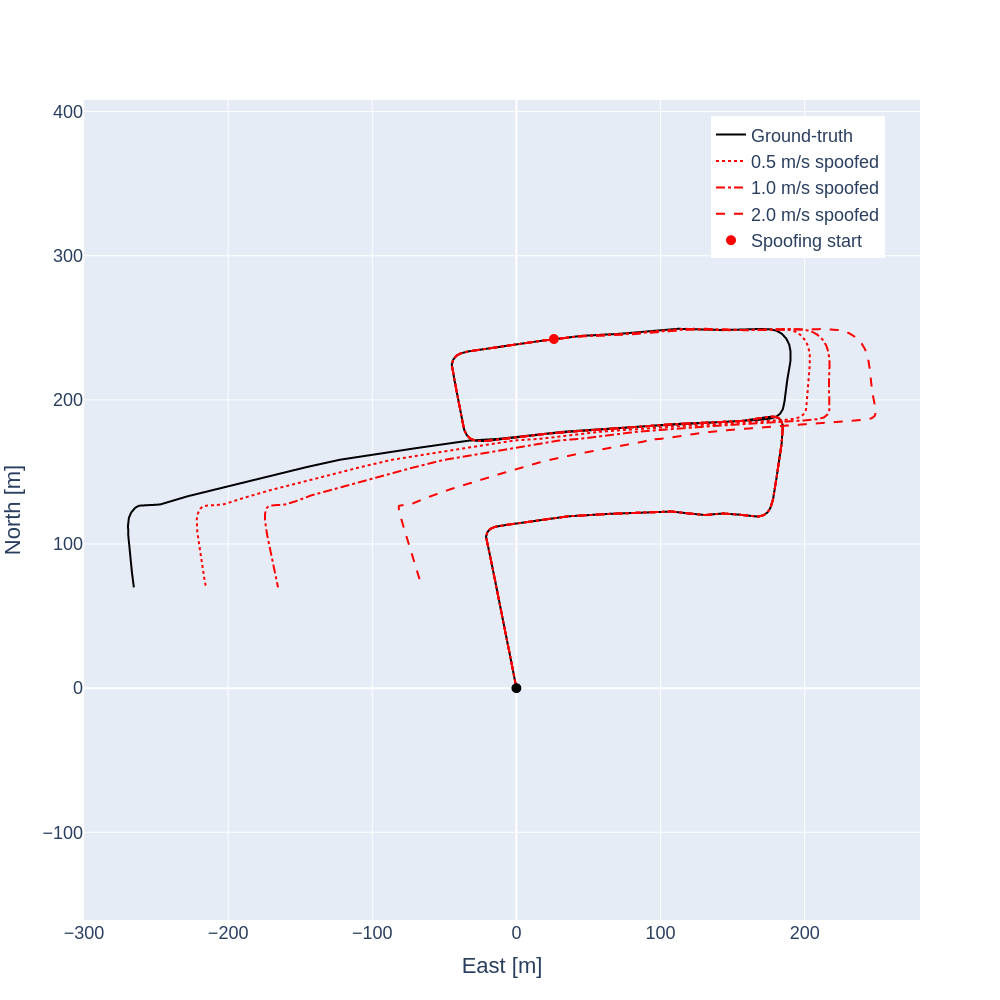 400
300
200
100
0
−100
−300
−200
−100
0
100
200
East [m]
North [m]
Ground-truth
0.5 m/s spoofed
1.0 m/s spoofed
2.0 m/s spoofed
Spoofing start